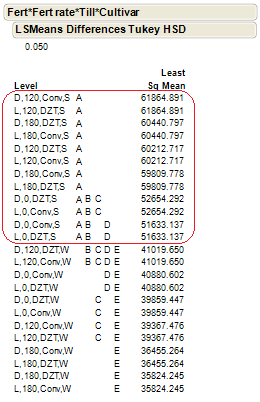 Fert*Fert rate*Till*Cultivar
LSMeans Differences Tukey HSD
0.050
Least
Level Sq Mean
D,120,Conv,S A 61864.891
L,120,DZT,S A 61864.891
D,180,DZT,S A 60440.797
L,180,Conv,S A 60440.797
D,120,DZT,S A 60212.717
L,120,Conv,S A 60212.717
D,180,Conv,S A 59809.778
L,180,DZT,S A 59809.778
D,0,DZT,S A B C 52654.292
L,0,Conv,S A B C 52654.292
D,0,Conv,S A B D 51633.137
L,0,DZT,S A B D 51633.137
D,120,DZT,W B C D E 41019.650
L,120,Conv,W B C D E 41019.650
D,0,Conv,W D E 40880.602
L,0,DZT,W D E 40880.602
D,0,DZT,W C E 39859.447
L,0,Conv,W C E 39859.447
D,120,Conv,W C E 39367.476
L,120,DZT,W C E 39367.476
D,180,Conv,W E 36455.264
L,180,DZT,W E 36455.264
D,180,DZT,W E 35824.245
L,180,Conv,W E 35824.245